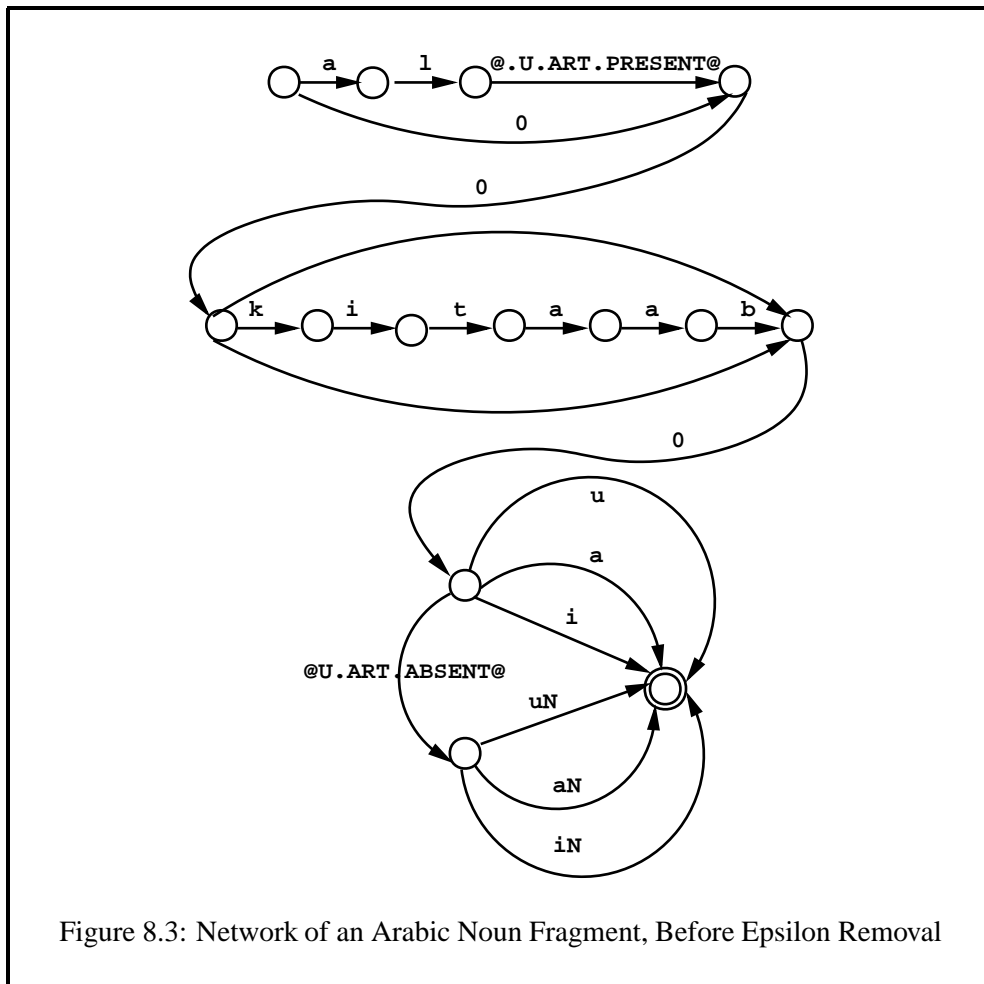 a l @.U.ART.PRESENT@
0
0
k i t a a b
0
u
a
i
@U.ART.ABSENT@
uN
aN
iN
Figure 8.3: Network of an Arabic Noun Fragment, Before Epsilon Removal